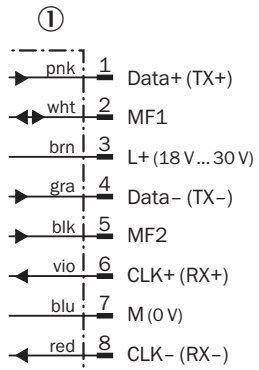 ①
pnk 1 Data+ (TX+)
wht 2 MF1
brn 3 L+ (18 V ... 30 V)
gra 4 Data– (TX–)
blk 5 MF2
vio 6 CLK+ (RX+)
blu 7 M (0 V)
red 8 CLK– (RX–)